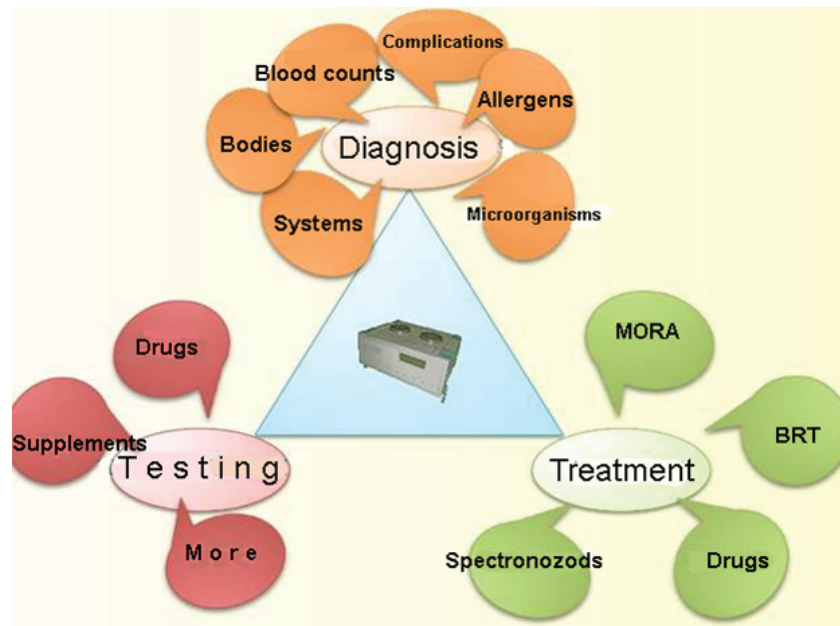 Complications
Blood counts
Allergens
Bodies
Diagnosis
Systems
Microorganisms
Drugs
Supplements
Testing
More
MORA
BRT
Treatment
Spectronozods
Drugs